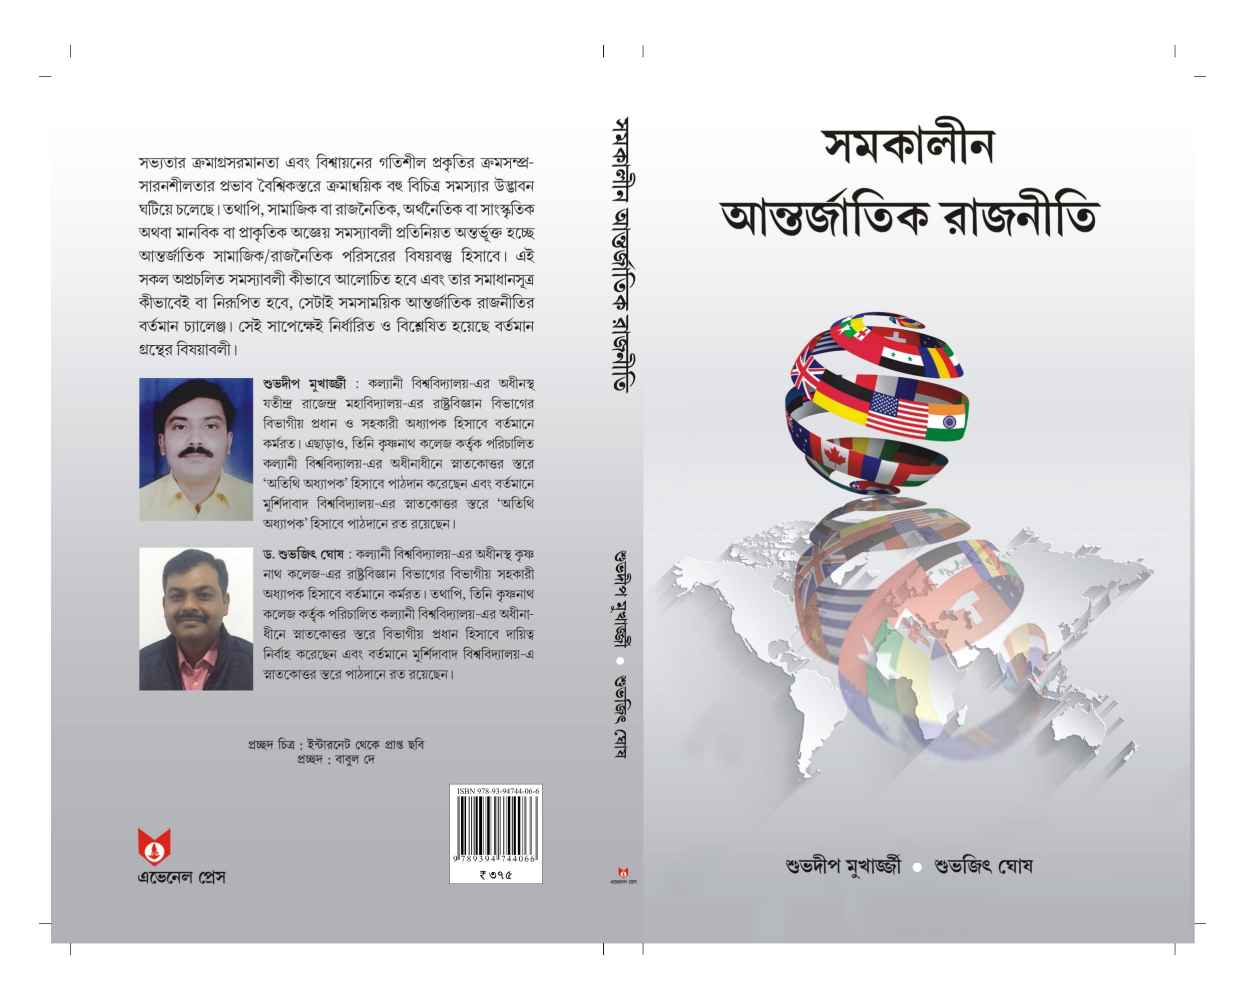 সভ্যতার ক্রমাগ্রসরমানতা এবং বিশ্বায়নের গতিশীল প্রকৃতির ক্রমসম্প্র-
সারনশীলতার প্রভাব বৈশ্বিকস্তরে ক্রমান্বয়িক বহু বিচিত্র সমস্যার উদ্ভাবন
ঘটিয়ে চলেছে। তথাপি, সামাজিক বা রাজনৈতিক, অর্থনৈতিক বা সাংস্কৃতিক
অথবা মানবিক বা প্রাকৃতিক অজ্ঞেয় সমস্যাবলী প্রতিনিয়ত অন্তর্ভূক্ত হচ্ছে
আন্তর্জাতিক সামাজিক/রাজনৈতিক পরিসরের বিষয়বস্তু হিসাবে। এই
সকল অপ্রচলিত সমস্যাবলী কীভাবে আলোচিত হবে এবং তার সমাধানসূত্র
কীভাবেই বা নিরূপিত হবে, সেটাই সমসাময়িক আন্তর্জাতিক রাজনীতির
বর্তমান চ্যালেঞ্জ। সেই সাপেক্ষেই নির্ধারিত ও বিশ্লেষিত হয়েছে বর্তমান
গ্রন্থের বিষয়াবলী।
শুভদীপ মুখার্জ্জী : কল্যানী বিশ্ববিদ্যালয়-এর অধীনস্থ
যতীন্দ্র রাজেন্দ্র মহাবিদ্যালয়-এর রাষ্ট্রবিজ্ঞান বিভাগের
বিভাগীয় প্রধান ও সহকারী অধ্যাপক হিসাবে বর্তমানে
কর্মরত। এছাড়াও, তিনি কৃষ্ণনাথ কলেজ কর্তৃক পরিচালিত
কল্যানী বিশ্ববিদ্যালয়-এর অধীনাধীনে স্নাতকোত্তর স্তরে
‘অতিথি অধ্যাপক’ হিসাবে পাঠদান করেছেন এবং বর্তমানে
মুর্শিদাবাদ বিশ্ববিদ্যালয়-এর স্নাতকোত্তর স্তরে ‘অতিথি
অধ্যাপক’ হিসাবে পাঠদানে রত রয়েছেন।
ড. শুভজিৎ ঘোষ : কল্যানী বিশ্ববিদ্যালয়-এর অধীনস্থ কৃষ্ণ
নাথ কলেজ-এর রাষ্ট্রবিজ্ঞান বিভাগের বিভাগীয় সহকারী
অধ্যাপক হিসাবে বর্তমানে কর্মরত। তথাপি, তিনি কৃষ্ণনাথ
কলেজ কর্তৃক পরিচালিত কল্যানী বিশ্ববিদ্যালয়-এর অধীনা-
ধীনে স্নাতকোত্তর স্তরে বিভাগীয় প্রধান হিসাবে দায়িত্ব
নির্বাহ করেছেন এবং বর্তমানে মুর্শিদাবাদ বিশ্ববিদ্যালয়-এ
স্নাতকোত্তর স্তরে পাঠদানে রত রয়েছেন।
প্রচ্ছদ চিত্র : ইন্টারনেট থেকে প্রাপ্ত ছবি
প্রচ্ছদ : বাবুল দে
ISBN 978-93-94744-06-6
9 789394 744066
₹ ৩৭৫
এভেনেল প্রেস
সমকালীন আন্তর্জাতিক রাজনীতি
শুভদীপ মুখার্জ্জী ● শুভজিৎ ঘোষ
এভেনেল প্রেস
সমকালীন
আন্তর্জাতিক রাজনীতি
শুভদীপ মুখার্জ্জী ● শুভজিৎ ঘোষ